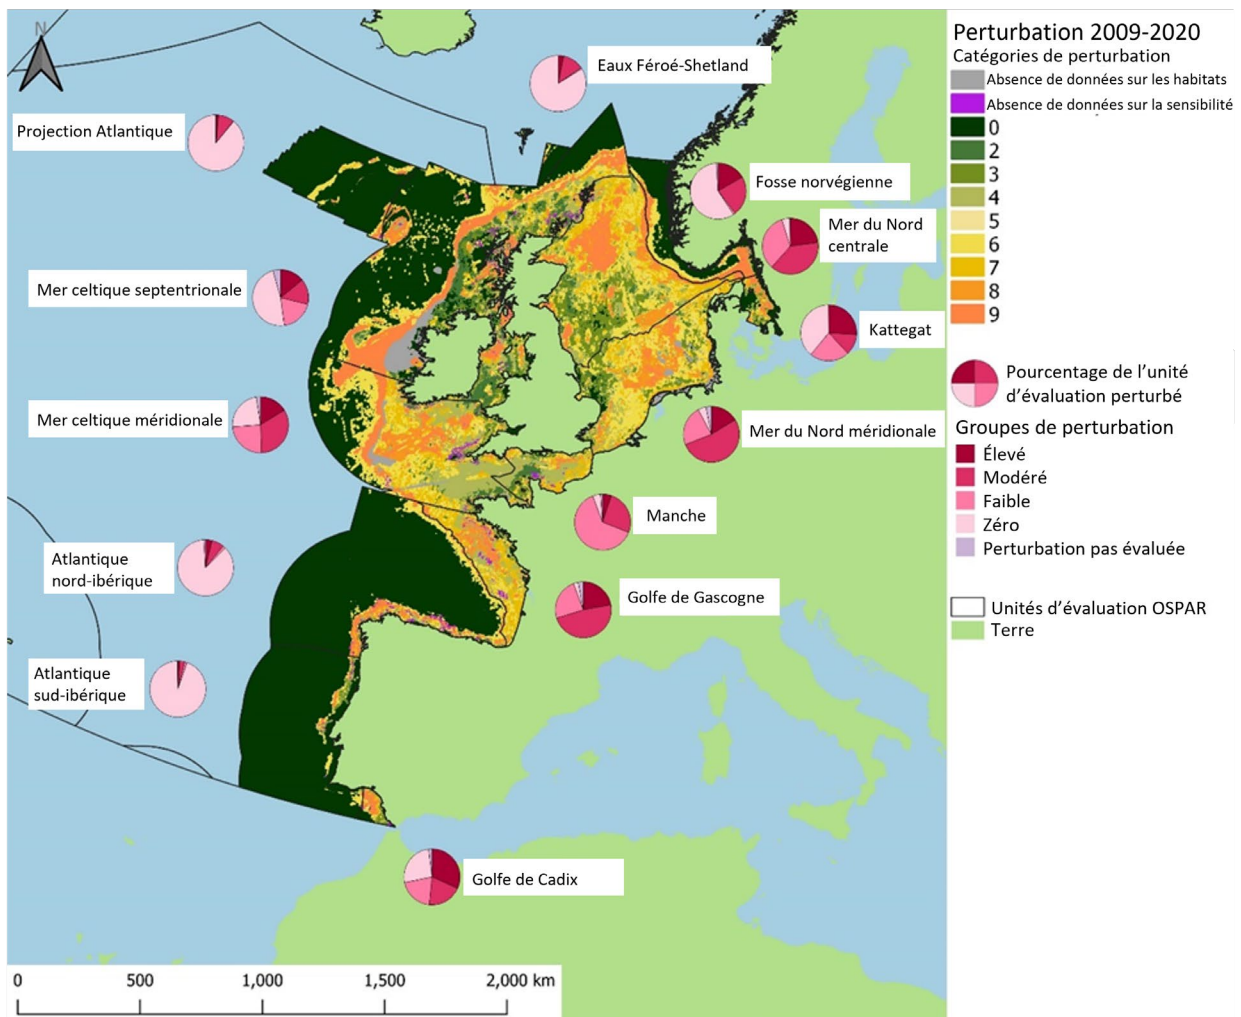 N
Eaux Féroé-Shetland
Projection Atlantique
Fosse norvégienne
Mer du Nord
centrale
Mer celtique septentrionale
Kattegat
Mer celtique méridionale
Mer du Nord méridionale
Manche
Atlantique
nord-ibérique
Golfe de Gascogne
Atlantique
sud-ibérique
Golfe de Cadix
0 500 1,000 1,500 2,000 km
Perturbation 2009-2020
Catégories de perturbation
Absence de données sur les habitats
Absence de données sur la sensibilité
0
2
3
4
5
6
7
8
9
Pourcentage de l’unité
d’évaluation perturbé
Groupes de perturbation
Élevé
Modéré
Faible
Zéro
Perturbation pas évaluée
Unités d’évaluation OSPAR
Terre